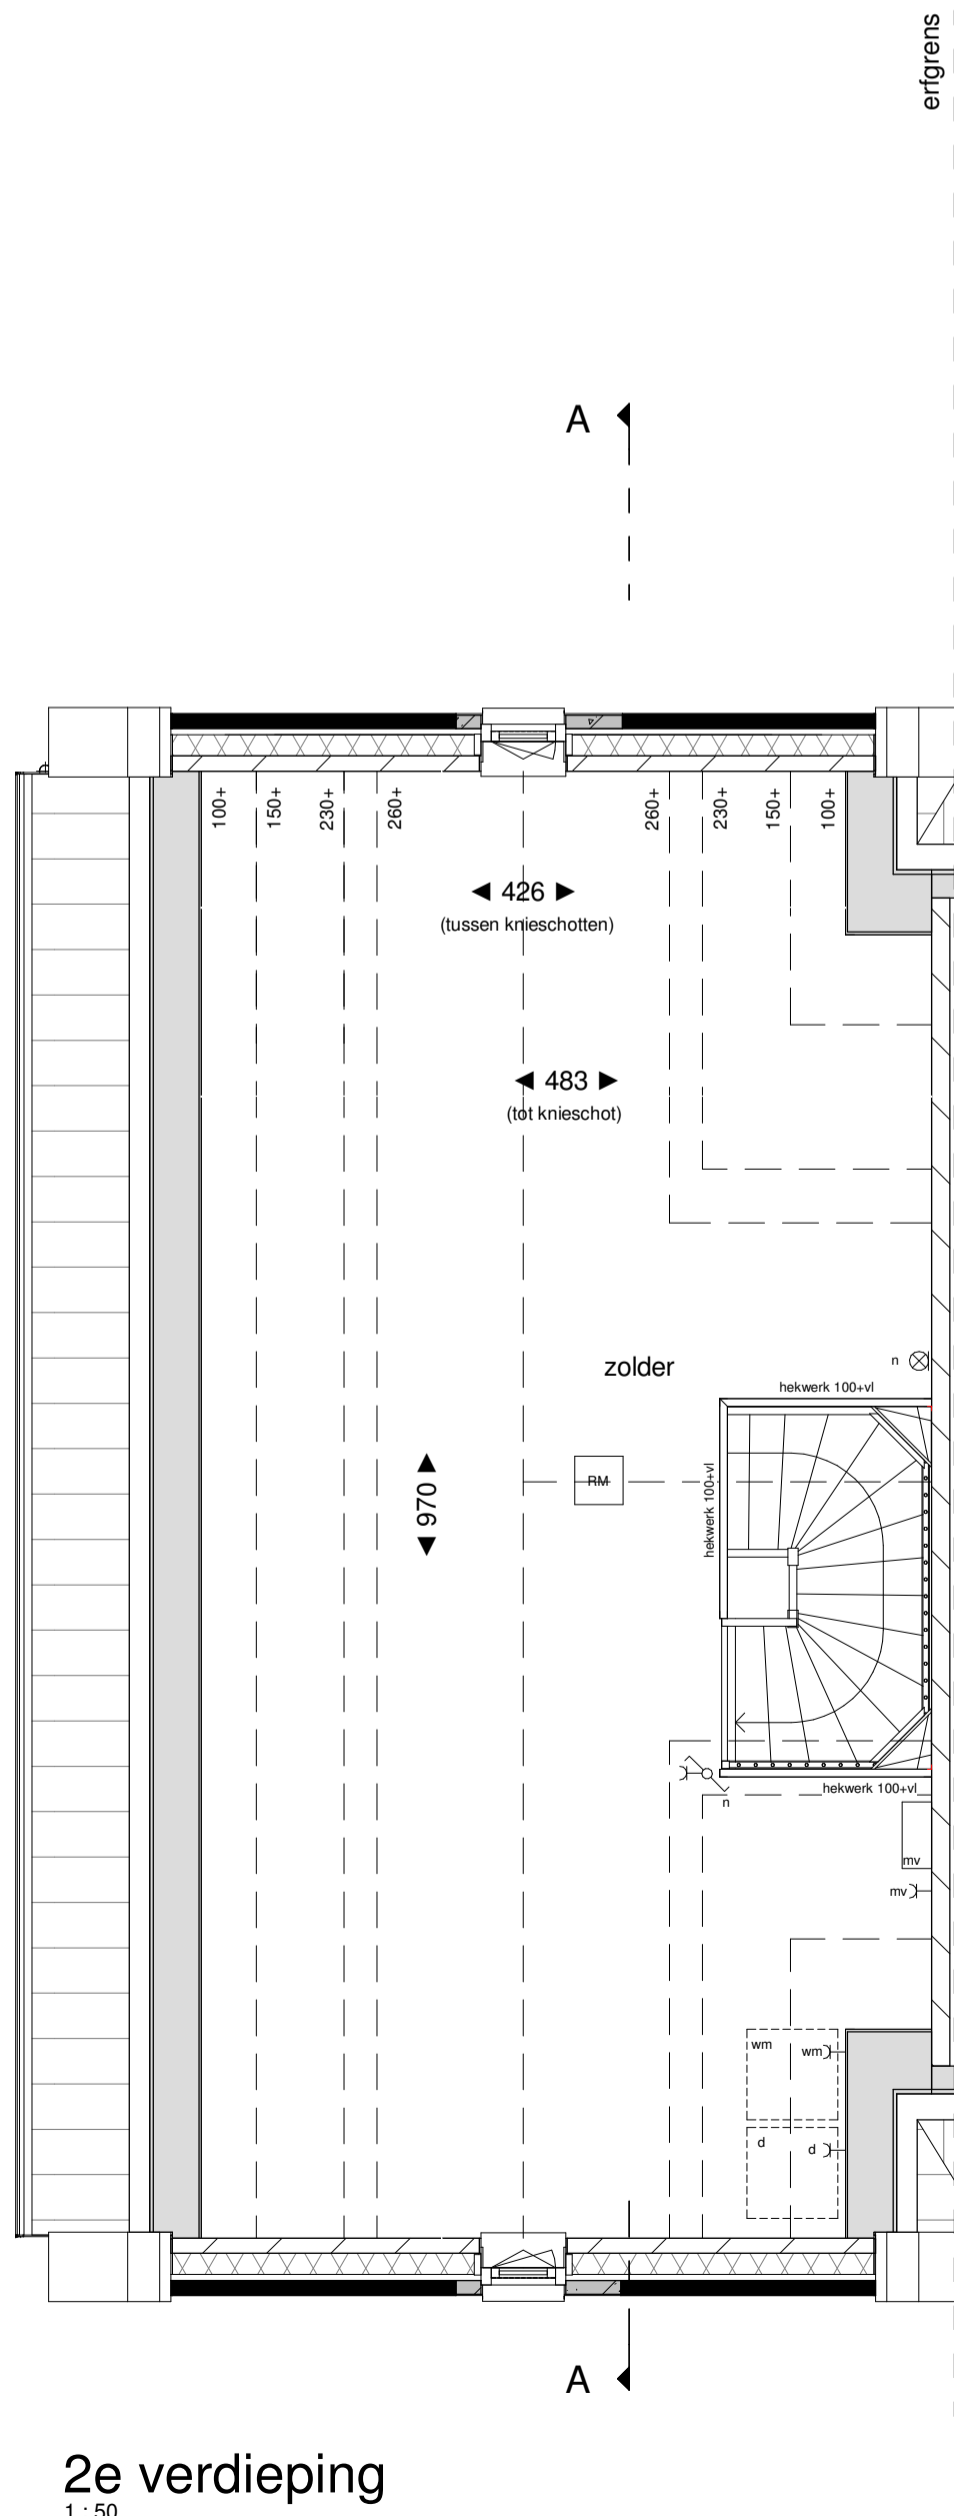 erfgrens
A
100+
150+
230+
260+
260+
230+
150+
100+
426
(tussen knieschotten)
483
(tot knieschot)
zolder
n
hekwerk 100+vl
hekwerk 100+vl
RM
970
n
hekwerk 100+vl
mv
mv
wm
wm
d
d
A
2e verdieping
1 : 50